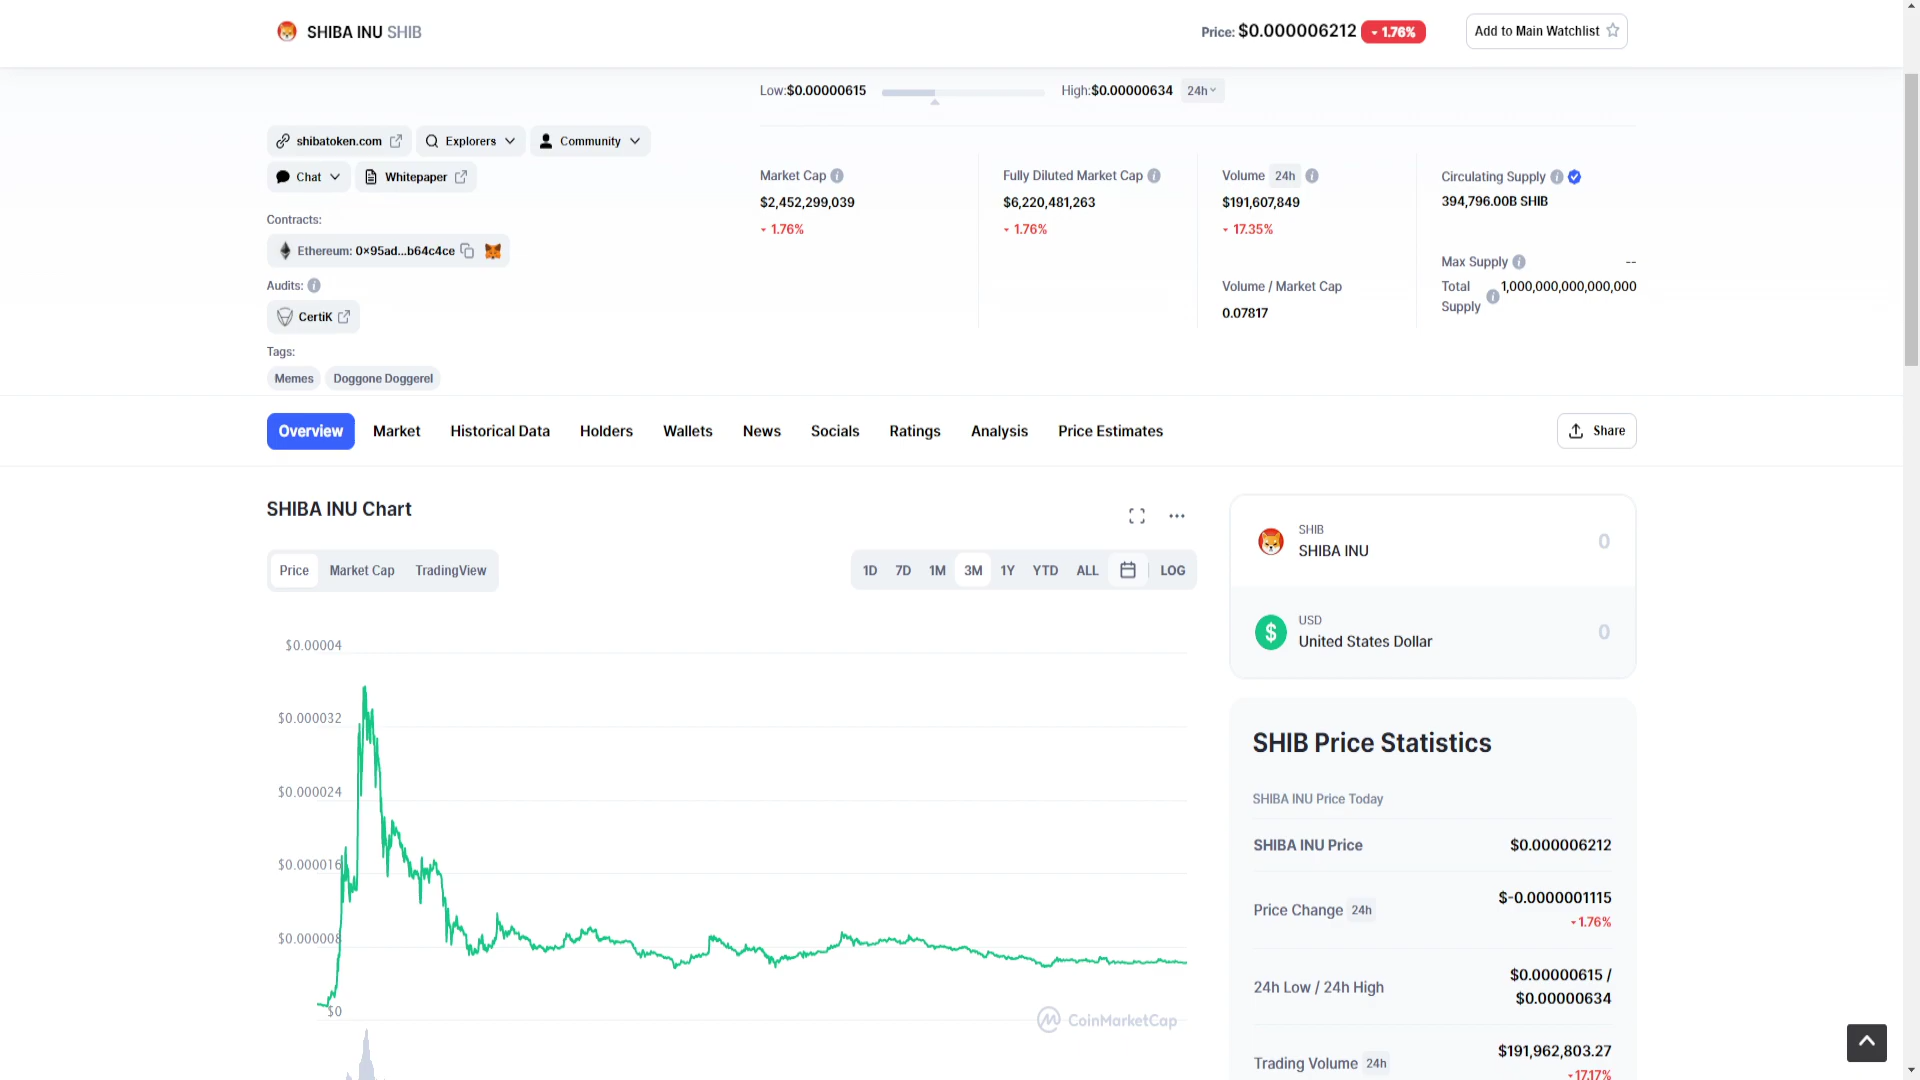 SHIBA INU SHIB
Price: $0.000006212 1.76%
Add to Main Watchlist
Low:$0.00000615 High:$0.00000634 24h
shibatoken.com Explorers Community
Chat Whitepaper
Contracts:
Ethereum: 0x95ad...b64c4ce
Audits:
CertiK
Tags:
Memes Doggone Doggerel
Market Cap
$2,452,299,039
1.76%
Fully Diluted Market Cap
$6,220,481,263
1.76%
Volume 24h
$191,607,849
17.35%
Volume / Market Cap
0.07817
Circulating Supply
394,796.00B SHIB
Max Supply --
Total Supply 1,000,000,000,000,000
Overview Market Historical Data Holders Wallets News Socials Ratings Analysis Price Estimates Share
SHIBA INU Chart
Price Market Cap TradingView
1D 7D 1M 3M 1Y YTD ALL LOG
$0.00004
$0.000032
$0.000024
$0.000016
$0.000008
$0
CoinMarketCap
SHIB
SHIBA INU 0
USD
United States Dollar 0
SHIB Price Statistics
SHIBA INU Price Today
SHIBA INU Price $0.000006212
Price Change 24h $-0.0000001115
1.76%
24h Low / 24h High $0.00000615 /
$0.00000634
Trading Volume 24h $191,962,803.27
17.17%